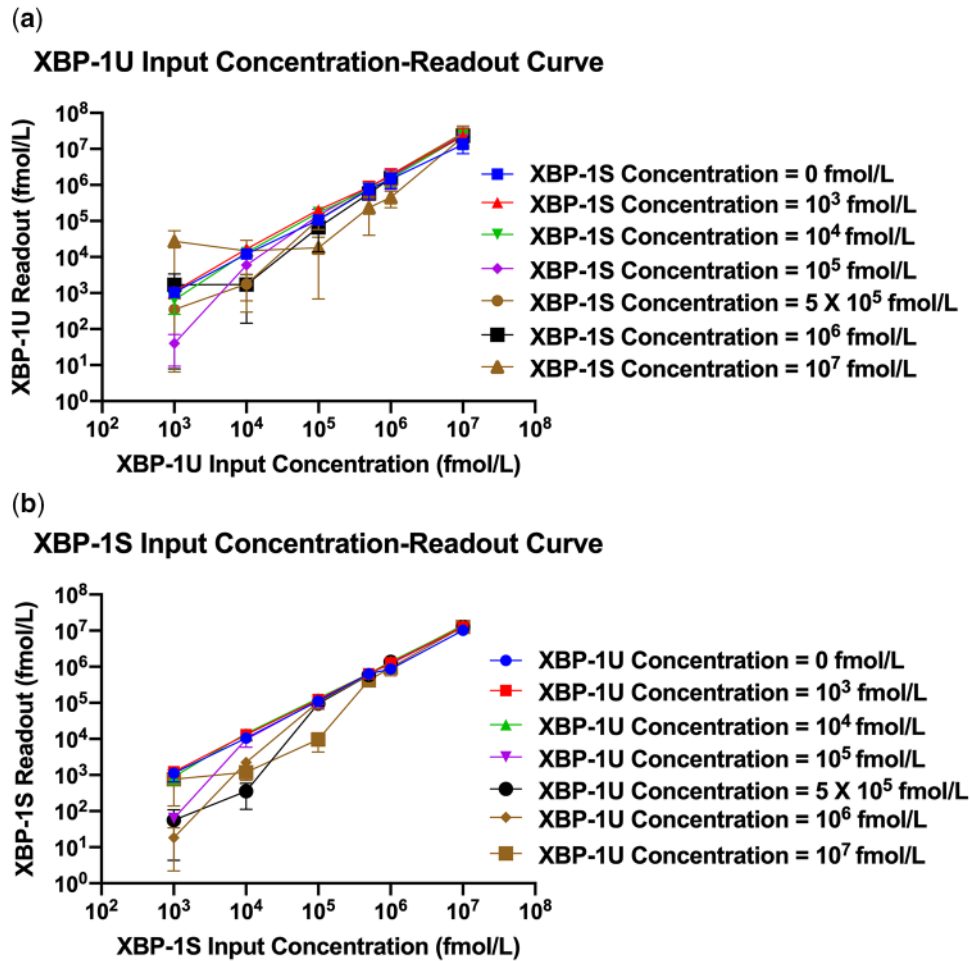 (a)
XBP-1U Input Concentration-Readout Curve
XBP-1U Readout (fmol/L)
10⁸
10⁷
10⁶
10⁵
10⁴
10³
10²
10¹
10⁰
10² 10³ 10⁴ 10⁵ 10⁶ 10⁷ 10⁸
XBP-1U Input Concentration (fmol/L)
XBP-1S Concentration = 0 fmol/L
XBP-1S Concentration = 10³ fmol/L
XBP-1S Concentration = 10⁴ fmol/L
XBP-1S Concentration = 10⁵ fmol/L
XBP-1S Concentration = 5 X 10⁵ fmol/L
XBP-1S Concentration = 10⁶ fmol/L
XBP-1S Concentration = 10⁷ fmol/L
(b)
XBP-1S Input Concentration-Readout Curve
XBP-1S Readout (fmol/L)
10⁸
10⁷
10⁶
10⁵
10⁴
10³
10²
10¹
10⁰
10² 10³ 10⁴ 10⁵ 10⁶ 10⁷ 10⁸
XBP-1S Input Concentration (fmol/L)
XBP-1U Concentration = 0 fmol/L
XBP-1U Concentration = 10³ fmol/L
XBP-1U Concentration = 10⁴ fmol/L
XBP-1U Concentration = 10⁵ fmol/L
XBP-1U Concentration = 5 X 10⁵ fmol/L
XBP-1U Concentration = 10⁶ fmol/L
XBP-1U Concentration = 10⁷ fmol/L